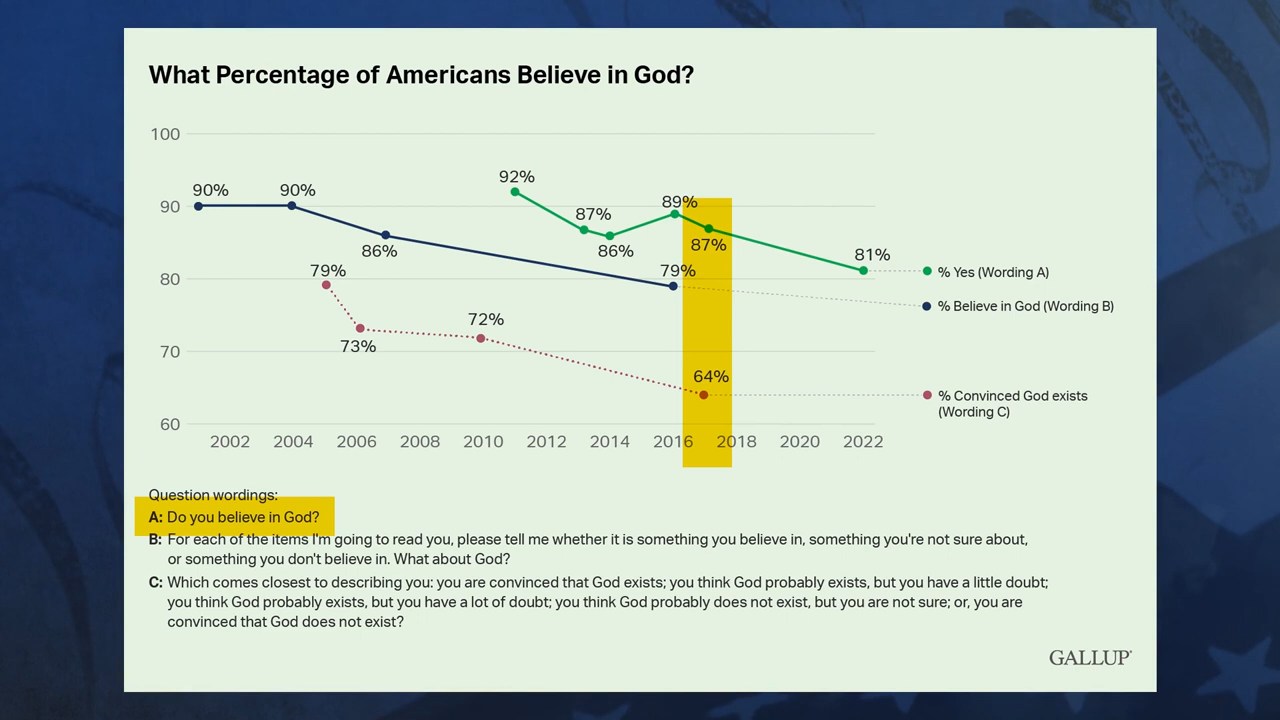 What Percentage of Americans Believe in God?
100
90
80
70
60
90%
90%
86%
79%
92%
87%
86%
89%
87%
81%
79%
73%
72%
64%
2002 2004 2006 2008 2010 2012 2014 2016 2018 2020 2022
% Yes (Wording A)
% Believe in God (Wording B)
% Convinced God exists
(Wording C)
Question wordings:
A: Do you believe in God?
B: For each of the items I'm going to read you, please tell me whether it is something you believe in, something you're not sure about,
or something you don't believe in. What about God?
C: Which comes closest to describing you: you are convinced that God exists; you think God probably exists, but you have a little doubt;
you think God probably exists, but you have a lot of doubt; you think God probably does not exist, but you are not sure; or, you are
convinced that God does not exist?
GALLUP